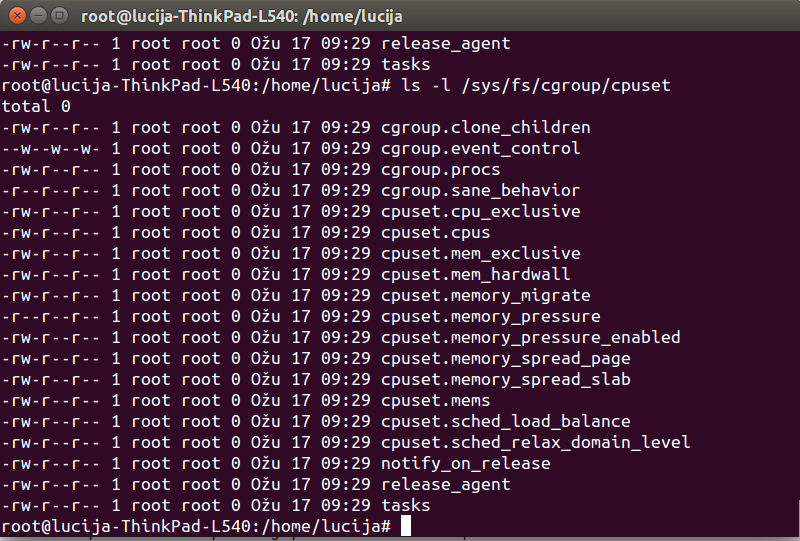 root@lucija-ThinkPad-L540: /home/lucija
-rw-r--r-- 1 root root 0 Ožu 17 09:29 release_agent
-rw-r--r-- 1 root root 0 Ožu 17 09:29 tasks
root@lucija-ThinkPad-L540:/home/lucija# ls -l /sys/fs/cgroup/cpuset
total 0
-rw-r--r-- 1 root root 0 Ožu 17 09:29 cgroup.clone_children
--w--w--w- 1 root root 0 Ožu 17 09:29 cgroup.event_control
-rw-r--r-- 1 root root 0 Ožu 17 09:29 cgroup.procs
-r--r--r-- 1 root root 0 Ožu 17 09:29 cgroup.sane_behavior
-rw-r--r-- 1 root root 0 Ožu 17 09:29 cpuset.cpu_exclusive
-rw-r--r-- 1 root root 0 Ožu 17 09:29 cpuset.cpus
-rw-r--r-- 1 root root 0 Ožu 17 09:29 cpuset.mem_exclusive
-rw-r--r-- 1 root root 0 Ožu 17 09:29 cpuset.mem_hardwall
-rw-r--r-- 1 root root 0 Ožu 17 09:29 cpuset.memory_migrate
-r--r--r-- 1 root root 0 Ožu 17 09:29 cpuset.memory_pressure
-rw-r--r-- 1 root root 0 Ožu 17 09:29 cpuset.memory_pressure_enabled
-rw-r--r-- 1 root root 0 Ožu 17 09:29 cpuset.memory_spread_page
-rw-r--r-- 1 root root 0 Ožu 17 09:29 cpuset.memory_spread_slab
-rw-r--r-- 1 root root 0 Ožu 17 09:29 cpuset.mems
-rw-r--r-- 1 root root 0 Ožu 17 09:29 cpuset.sched_load_balance
-rw-r--r-- 1 root root 0 Ožu 17 09:29 cpuset.sched_relax_domain_level
-rw-r--r-- 1 root root 0 Ožu 17 09:29 notify_on_release
-rw-r--r-- 1 root root 0 Ožu 17 09:29 release_agent
-rw-r--r-- 1 root root 0 Ožu 17 09:29 tasks
root@lucija-ThinkPad-L540:/home/lucija#